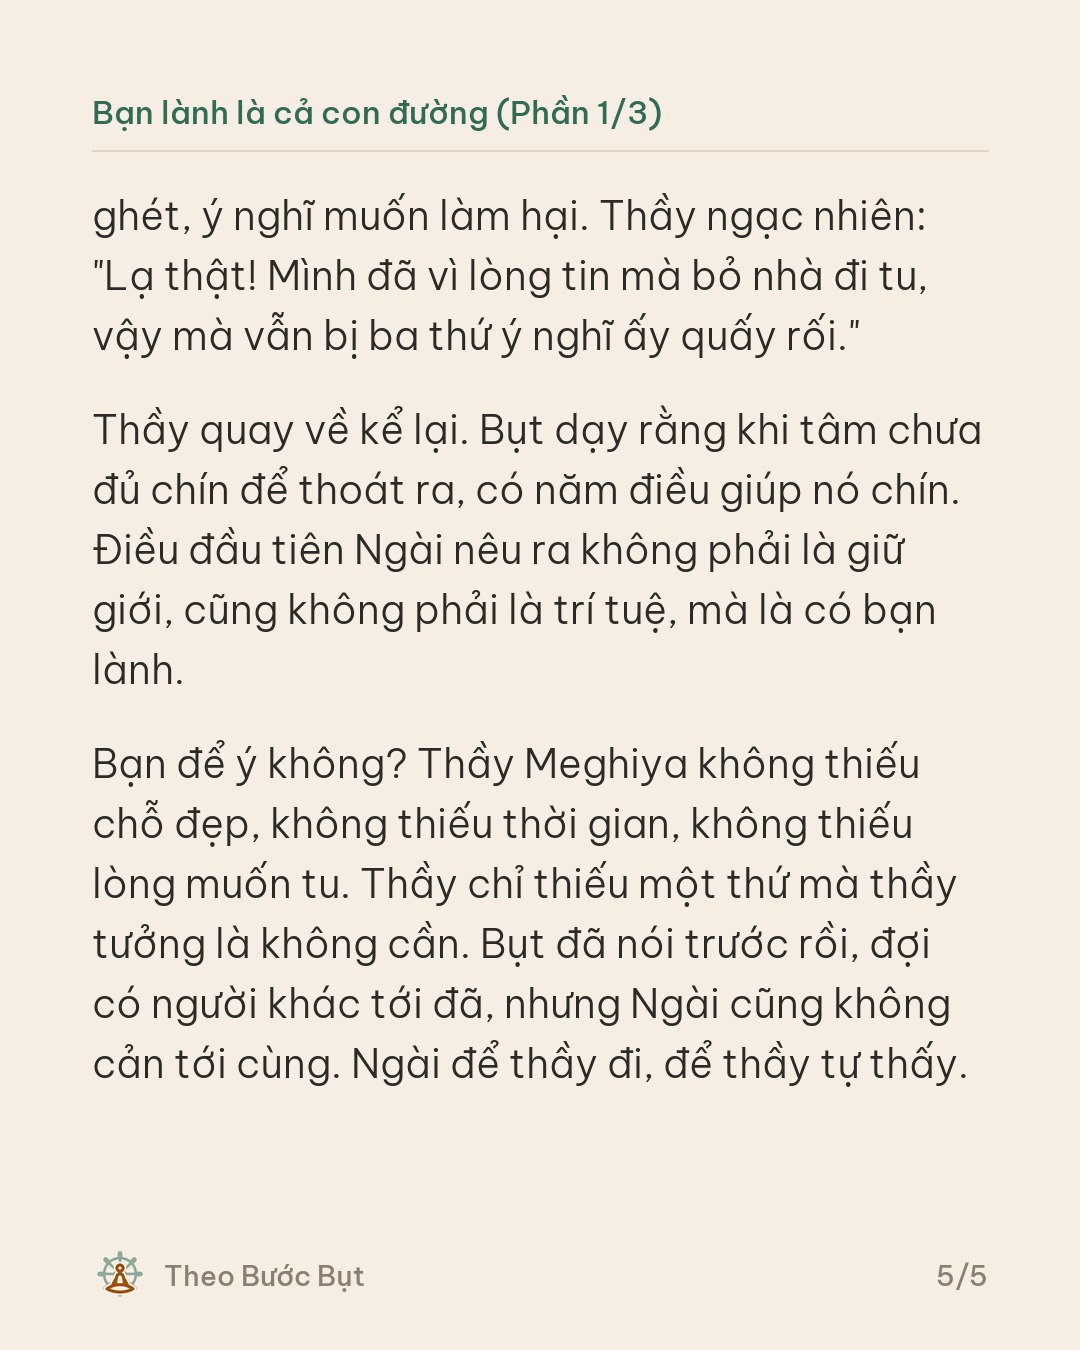 Bạn lành là cả con đường (Phần 1/3)
ghét, ý nghĩ muốn làm hại. Thầy ngạc nhiên:
"Lạ thật! Mình đã vì lòng tin mà bỏ nhà đi tu,
vậy mà vẫn bị ba thứ ý nghĩ ấy quấy rối."
Thầy quay về kể lại. Bụt dạy rằng khi tâm chưa
đủ chín để thoát ra, có năm điều giúp nó chín.
Điều đầu tiên Ngài nêu ra không phải là giữ
giới, cũng không phải là trí tuệ, mà là có bạn
lành.
Bạn để ý không? Thầy Meghiya không thiếu
chỗ đẹp, không thiếu thời gian, không thiếu
lòng muốn tu. Thầy chỉ thiếu một thứ mà thầy
tưởng là không cần. Bụt đã nói trước rồi, đợi
có người khác tới đã, nhưng Ngài cũng không
cản tới cùng. Ngài để thầy đi, để thầy tự thấy.
Theo Bước Bụt
5/5